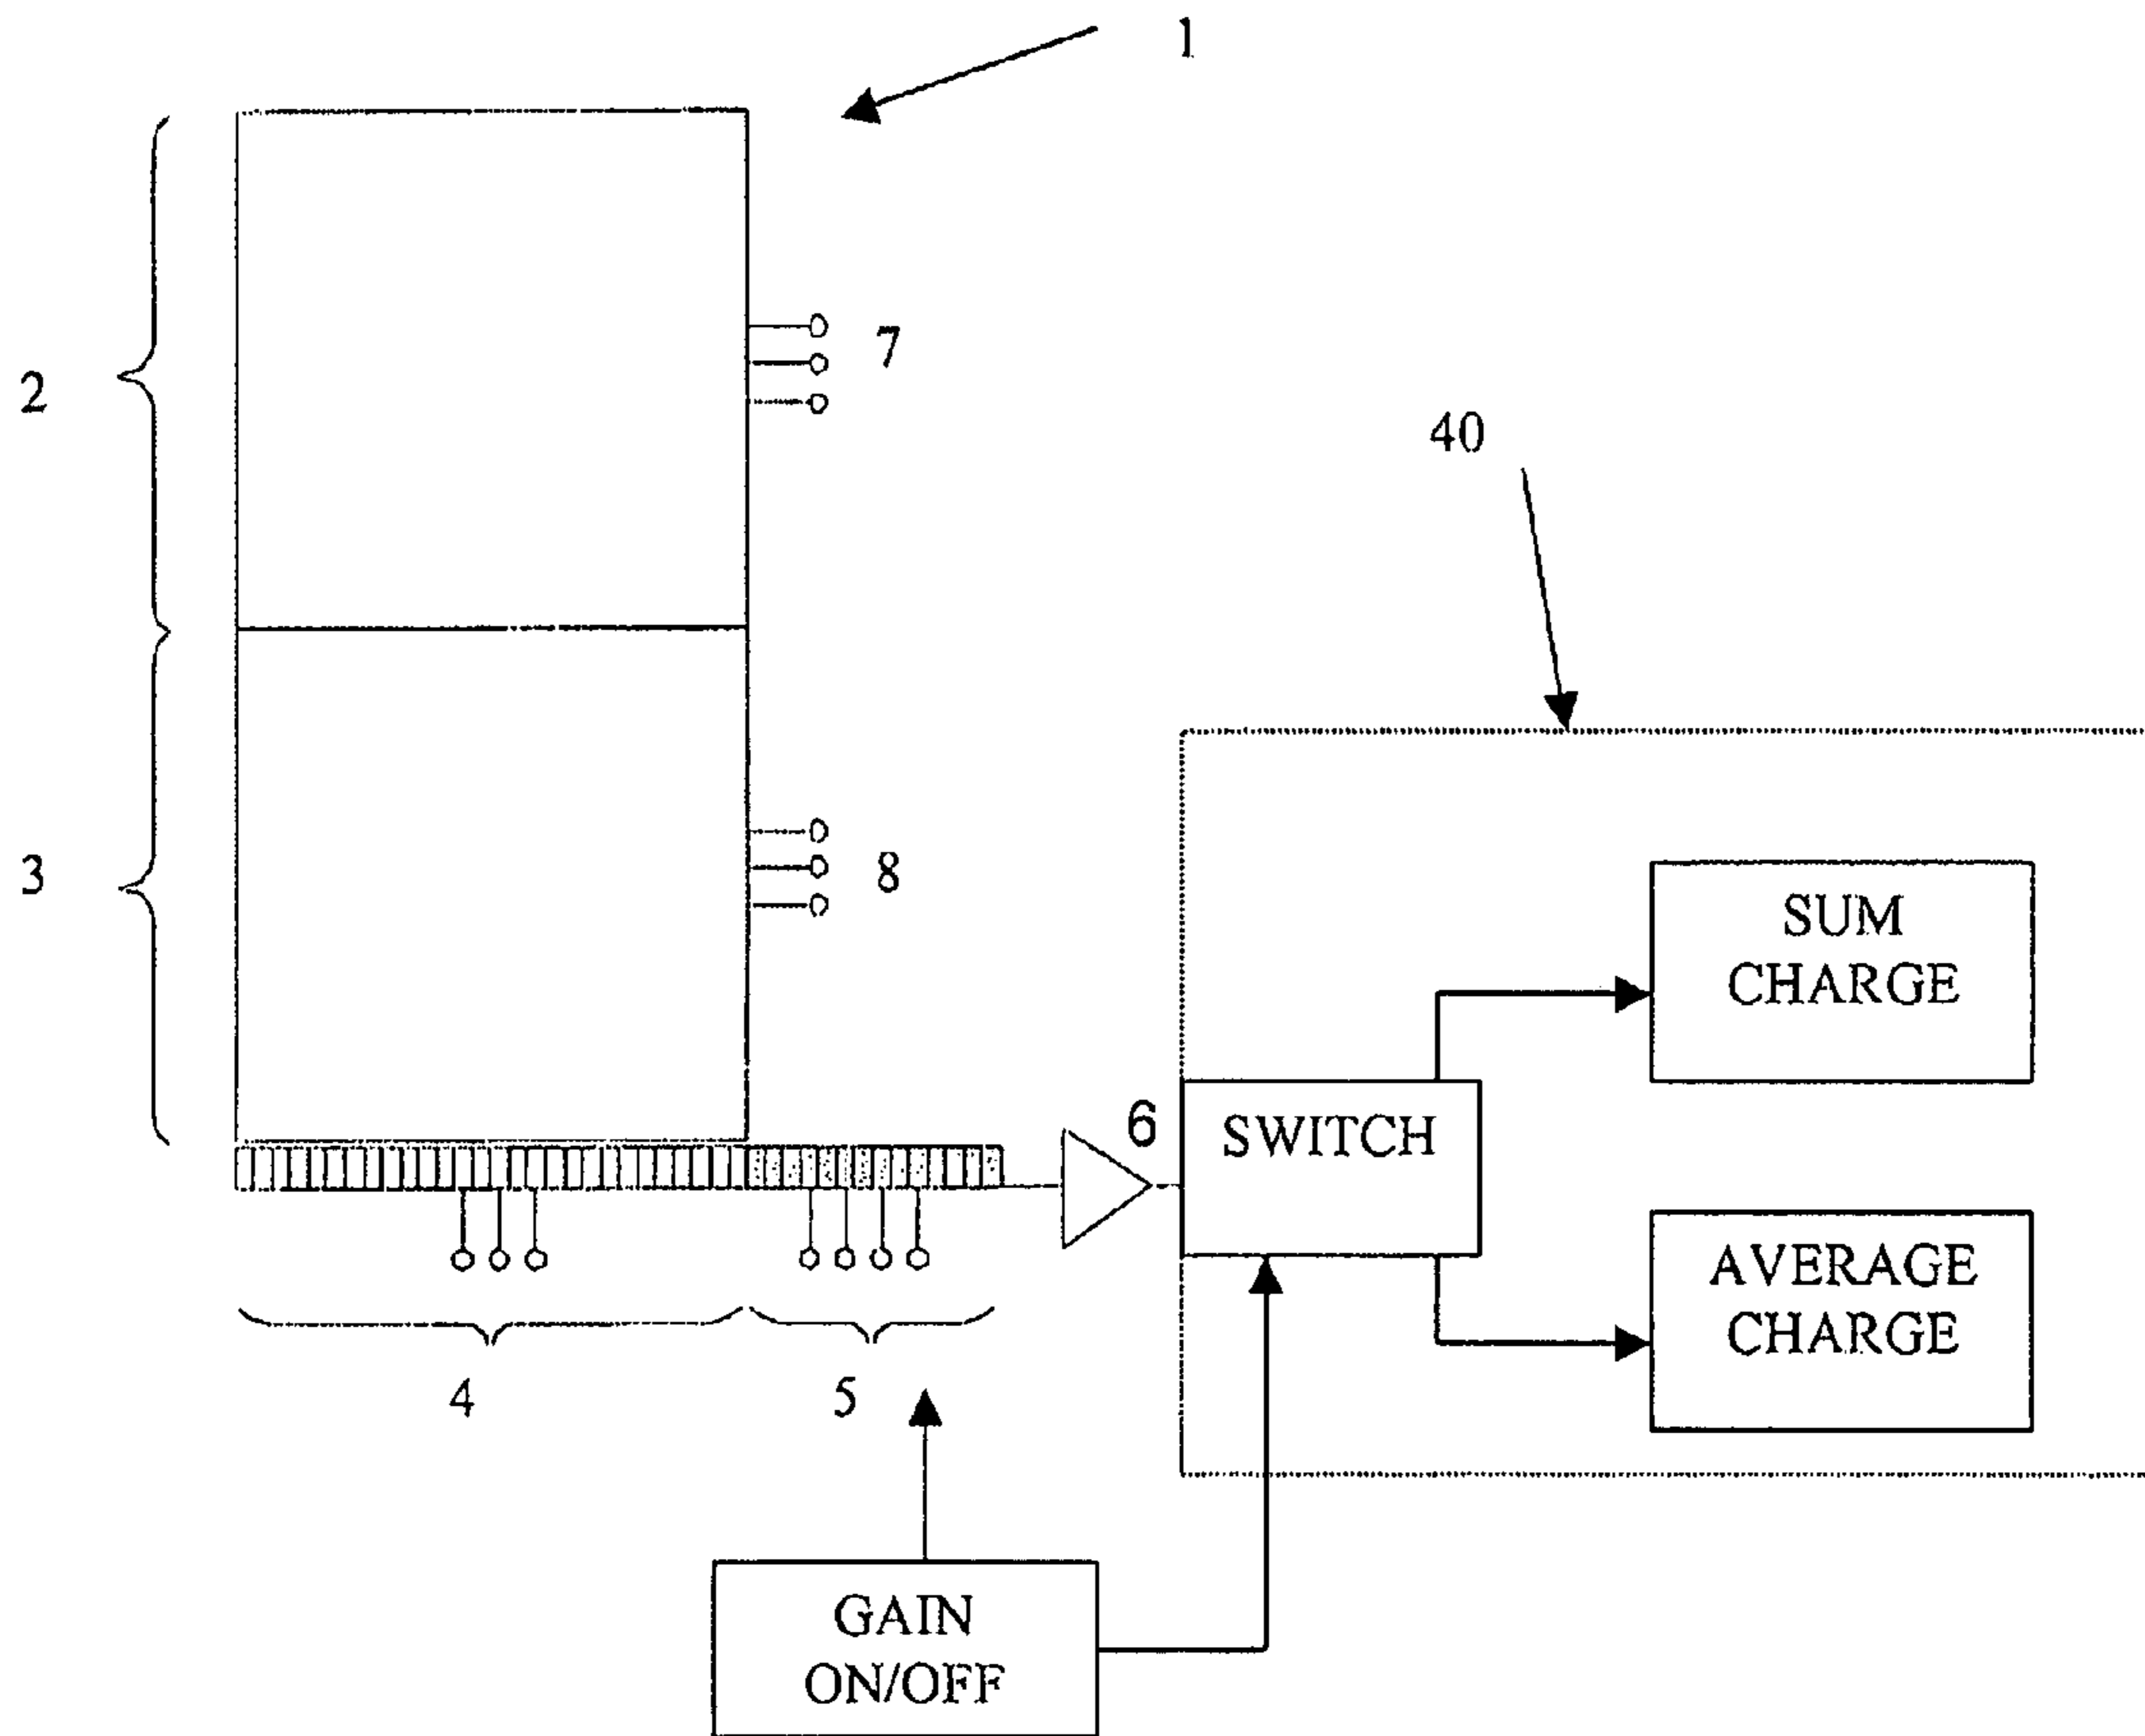 1
2
7
40
3
8
SUM
CHARGE
6
SWITCH
AVERAGE
CHARGE
4
5
GAIN
ON/OFF